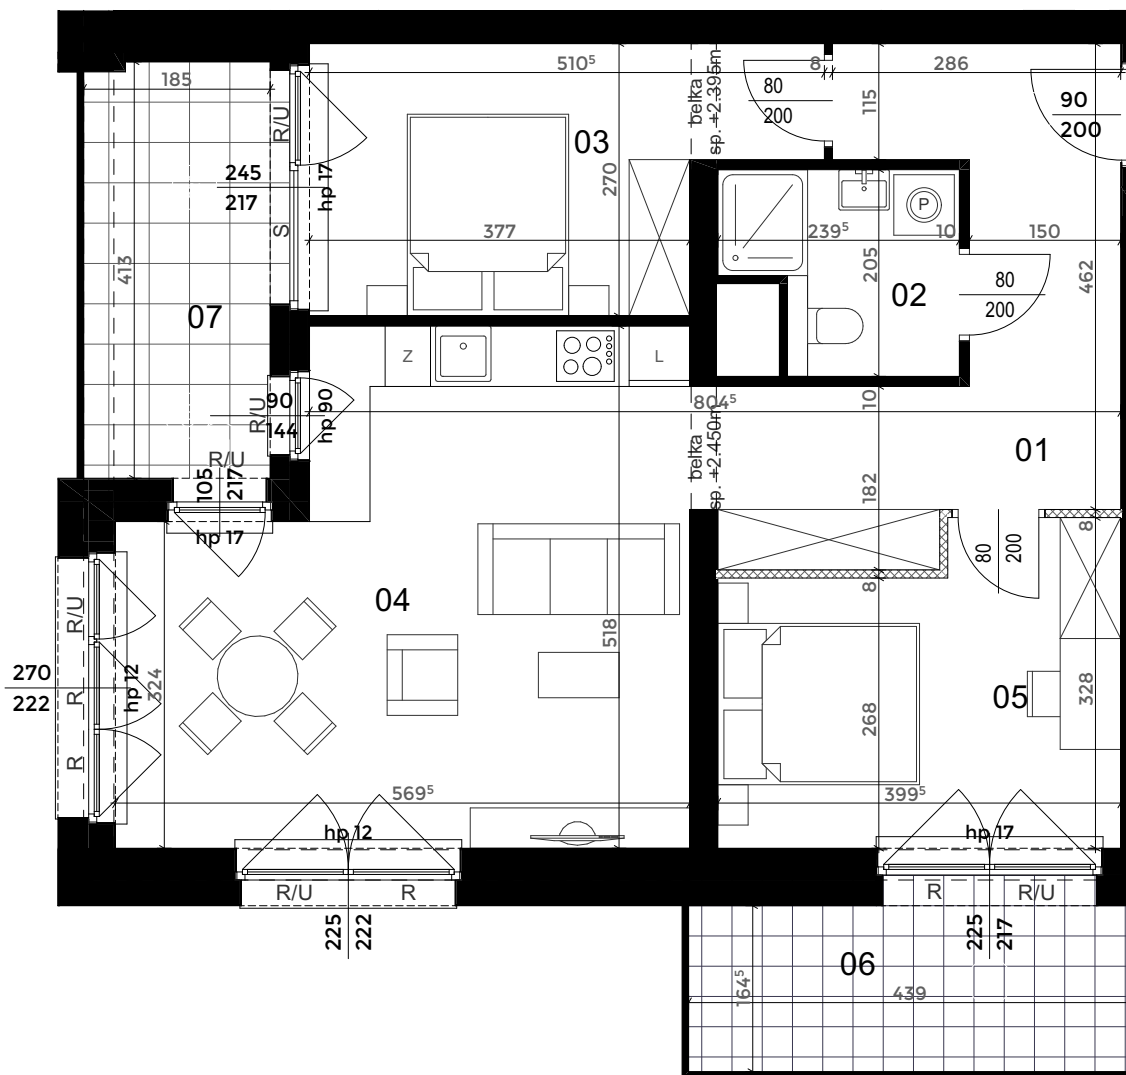 510⁵
8
286
185
80
200
90
200
belka
sp. +2.395m
115
R/U
03
270
245
217
hp 17
P
S
377
239⁵
10
150
413
205
462
07
02
80
200
Z
L
90
144
R/U
hp 90
804⁵
10
belka
sp. +2.450m
01
R/U
105
217
182
hp 17
8
80
200
8
04
518
R/U
270
222
R
hp 12
324
05
328
R
268
569⁵
399⁵
hp 12
hp 17
R/U
R
R
R/U
225
222
225
217
06
164⁵
439